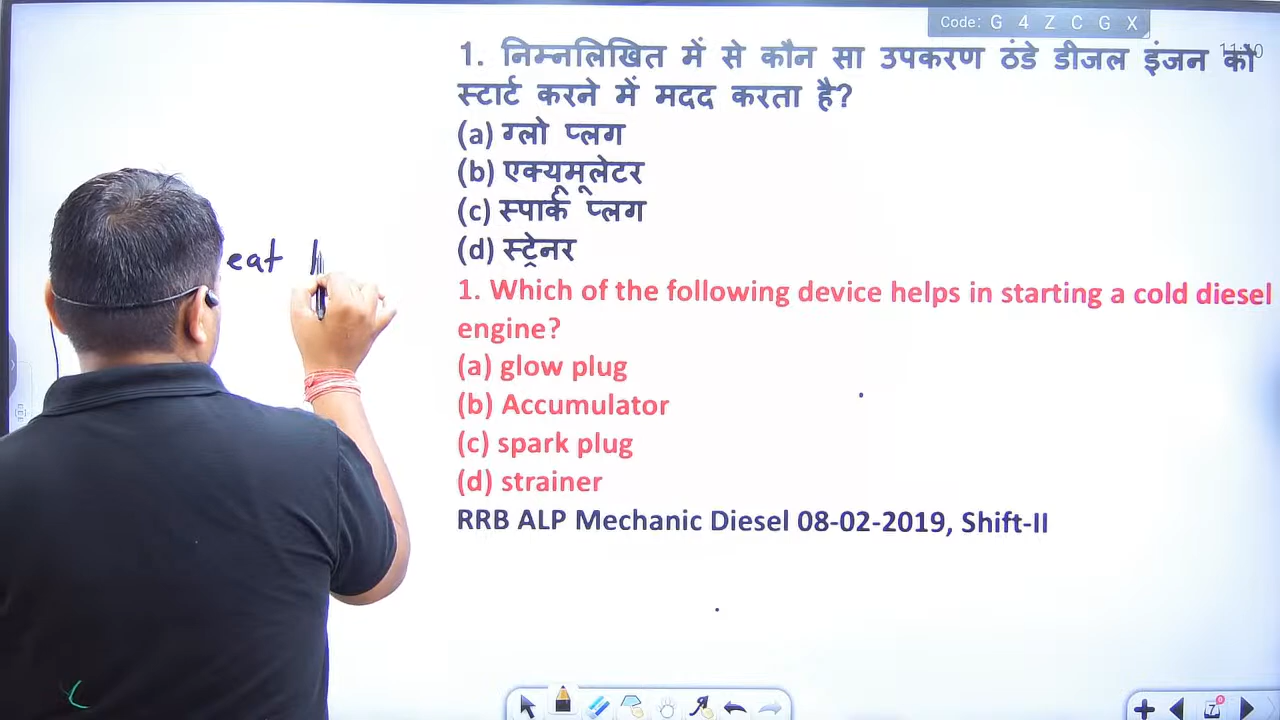 Code: G 4 Z C G X
1. निम्नलिखित में से कौन सा उपकरण ठंडे डीजल इंजन को
स्टार्ट करने में मदद करता है?
(a) ग्लो प्लग
(b) एक्यूमूलेटर
(c) स्पार्क प्लग
(d) स्ट्रेनर
eat
1. Which of the following device helps in starting a cold diesel
engine?
(a) glow plug
(b) Accumulator
(c) spark plug
(d) strainer
RRB ALP Mechanic Diesel 08-02-2019, Shift-II